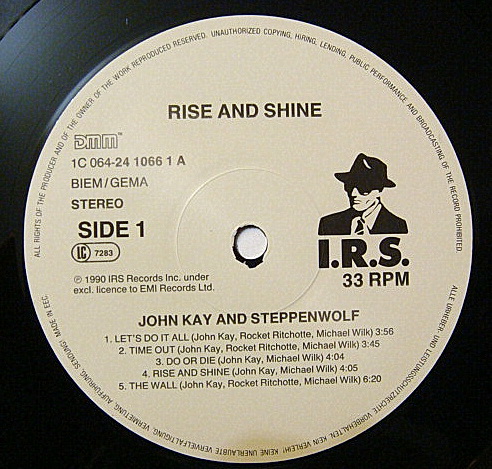 ALL RIGHTS OF THE PRODUCER AND OF THE OWNER OF THE WORK REPRODUCED RESERVED. UNAUTHORIZED COPYING, HIRING, LENDING, PUBLIC PERFORMANCE AND BROADCASTING OF THE RECORD PROHIBITED
RISE AND SHINE
DMM™
1C 064-24 1066 1 A
BIEM/GEMA
STEREO
SIDE 1
LC 7283
I.R.S.
33 RPM
℗ 1990 IRS Records Inc. under
excl. licence to EMI Records Ltd.
JOHN KAY AND STEPPENWOLF
1. LET'S DO IT ALL (John Kay, Rocket Ritchotte, Michael Wilk) 3:56
2. TIME OUT (John Kay, Rocket Ritchotte, Michael Wilk) 3:45
3. DO OR DIE (John Kay, Michael Wilk) 4:04
4. RISE AND SHINE (John Kay, Michael Wilk) 4:05
5. THE WALL (John Kay, Rocket Ritchotte, Michael Wilk) 6:20
ALLE URHEBER- UND LEISTUNGSSCHUTZRECHTE VORBEHALTEN. KEIN VERLEIH! KEINE UNERLAUBTE VERVIELFÄLTIGUNG, VERMIETUNG, AUFFÜHRUNG, SENDUNG! MADE IN EEC.